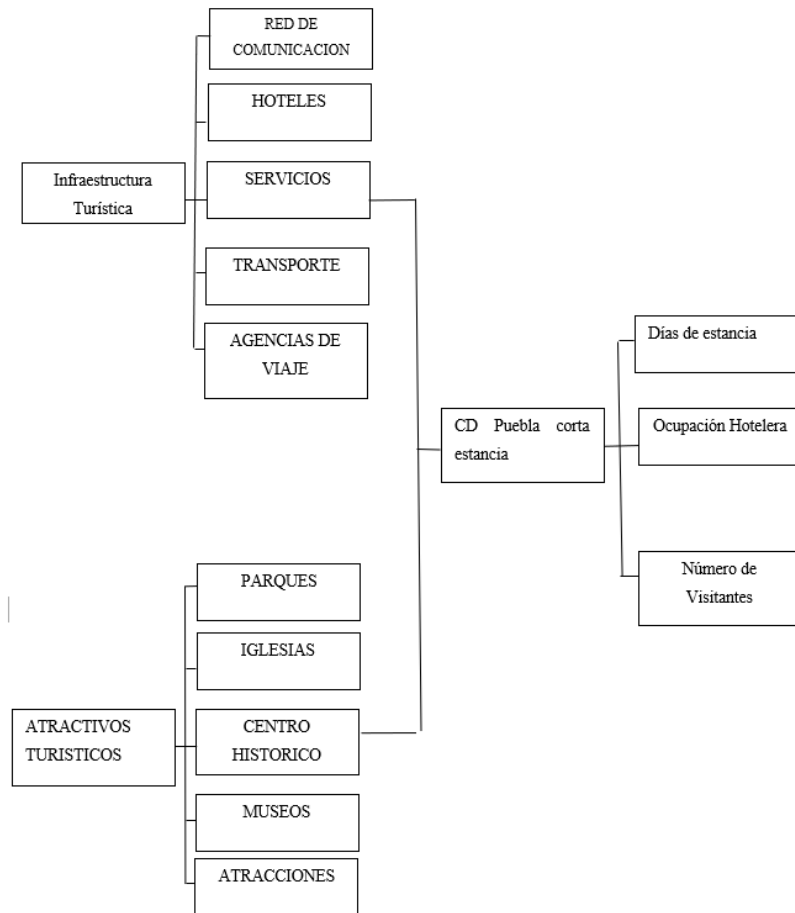 RED DE
COMUNICACION
HOTELES
Infraestructura
Turística
SERVICIOS
TRANSPORTE
AGENCIAS DE
VIAJE
Días de estancia
CD Puebla corta
estancia
Ocupación Hotelera
Número de
Visitantes
PARQUES
IGLESIAS
ATRACTIVOS
TURISTICOS
CENTRO
HISTORICO
MUSEOS
ATRACCIONES